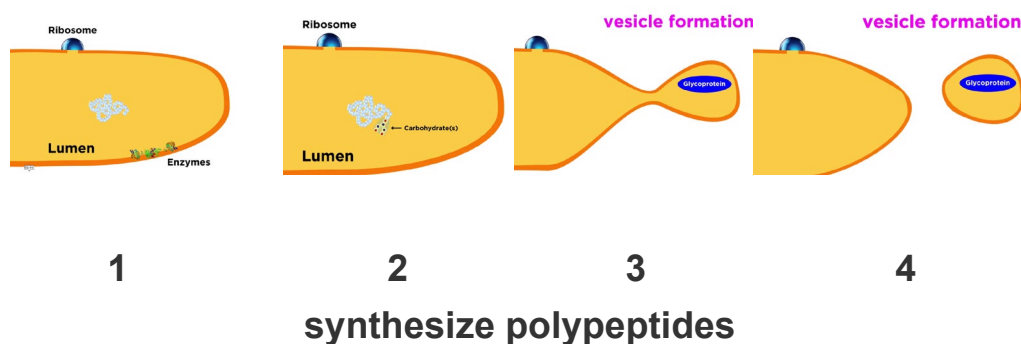 vesicle formation
vesicle formation
Ribosome
Ribosome
Glycoprotein
Glycoprotein
Carbohydrate(s)
Lumen
Enzymes
Lumen
1
2
3
4
synthesize polypeptides